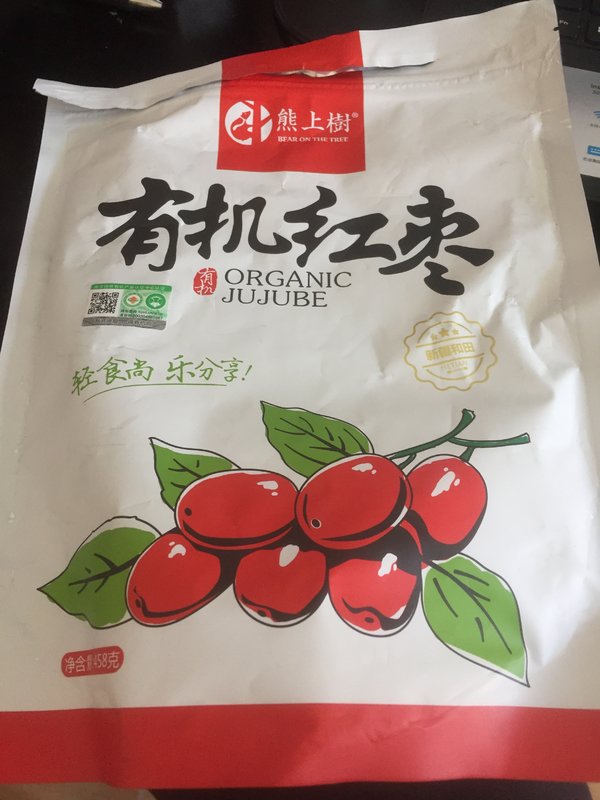 熊上樹®
BEAR ON THE TREE
有机红枣
有机
ORGANIC
JUJUBE
轻食尚 乐分享!
新疆和田
HETIAN
净含量:458克